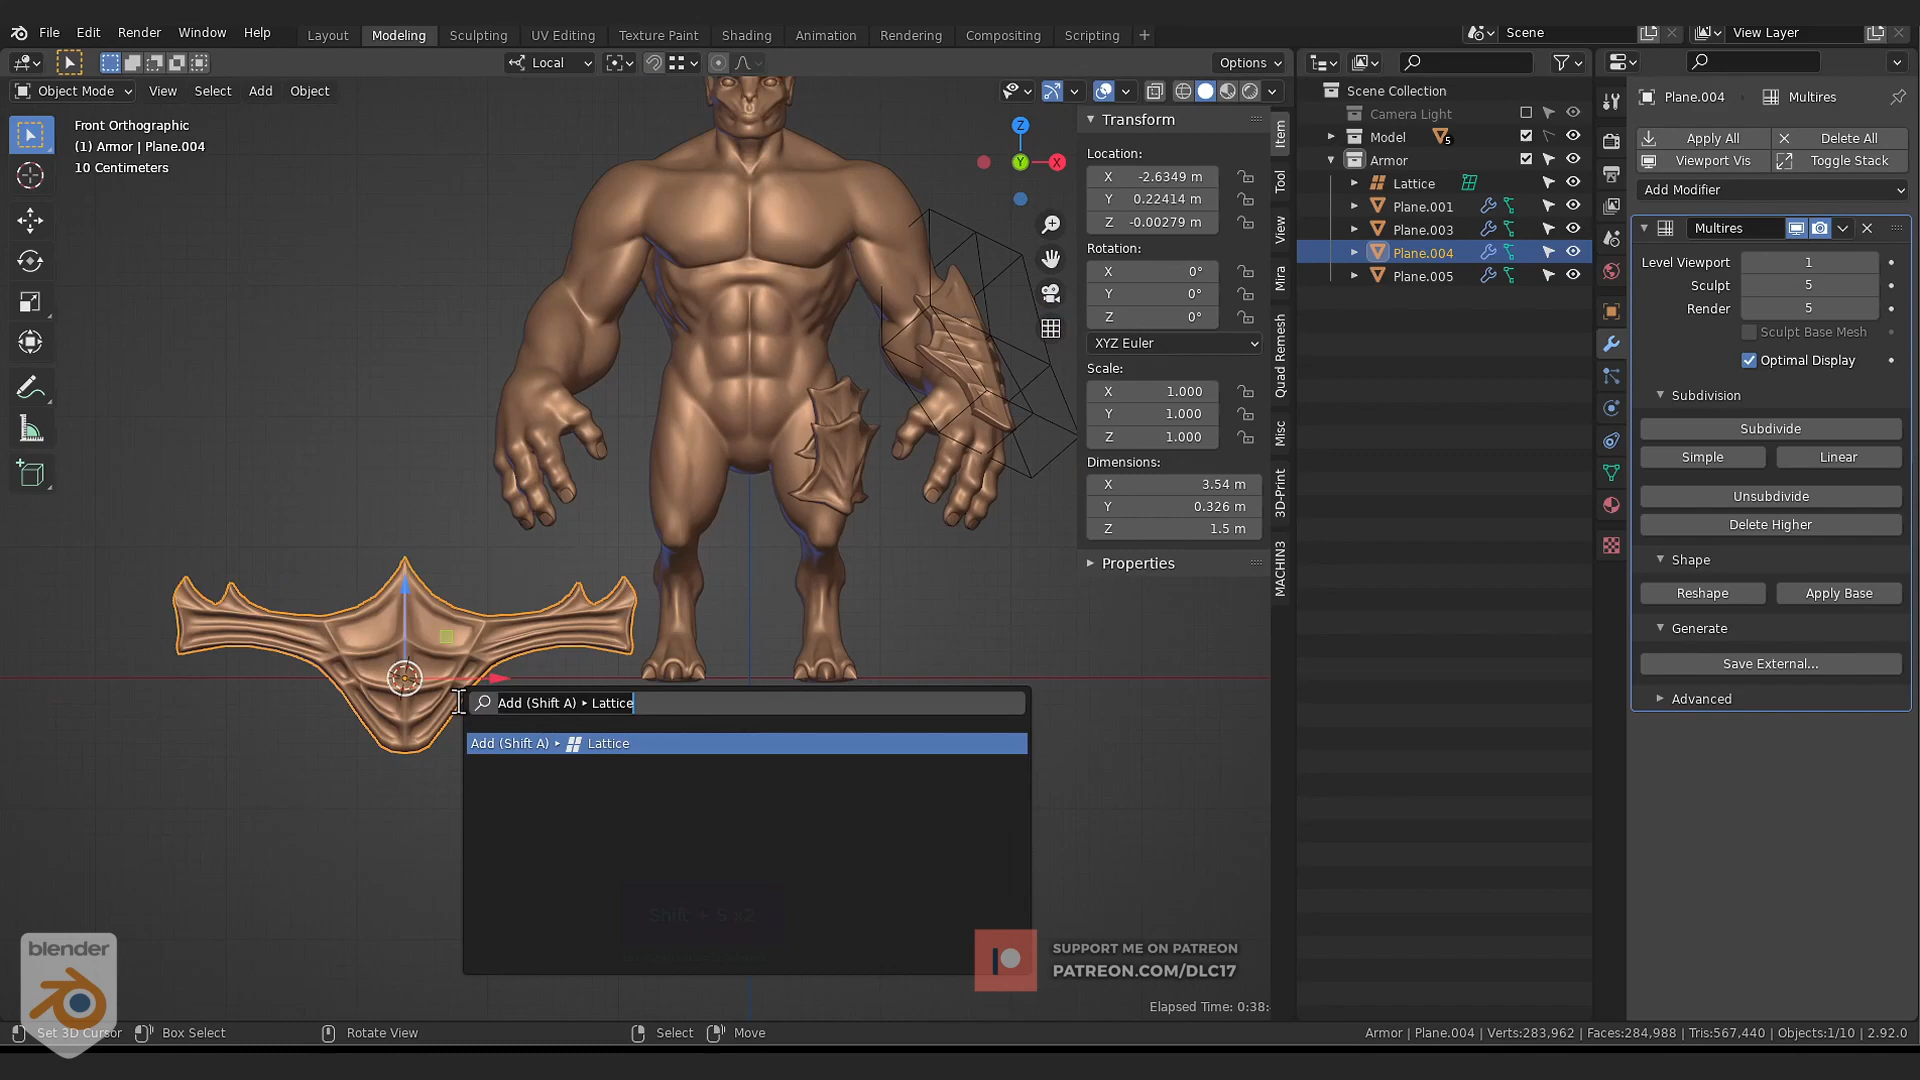 File Edit Render Window Help
Layout Modeling Sculpting UV Editing Texture Paint Shading Animation Rendering Compositing Scripting +
Scene
View Layer
Local
Options
Object Mode View Select Add Object
Front Orthographic
(1) Armor | Plane.004
10 Centimeters
Z
Y
X
Transform
Location:
X -2.6349 m
Y 0.22414 m
Z -0.00279 m
Rotation:
X 0°
Y 0°
Z 0°
XYZ Euler
Scale:
X 1.000
Y 1.000
Z 1.000
Dimensions:
X 3.54 m
Y 0.326 m
Z 1.5 m
Properties
Item
Tool
View
Mira
Quad Remesh
Misc
3D-Print
MACHIN3
Scene Collection
Camera Light
Model 5
Armor
Lattice
Plane.001
Plane.003
Plane.004
Plane.005
Plane.004 Multires
Apply All Delete All
Viewport Vis Toggle Stack
Add Modifier
Multires
Level Viewport 1
Sculpt 5
Render 5
Sculpt Base Mesh
Optimal Display
Subdivision
Subdivide
Simple Linear
Unsubdivide
Delete Higher
Shape
Reshape Apply Base
Generate
Save External...
Advanced
Add (Shift A) ▸ Lattice
Add (Shift A) ▸ Lattice
Shift + S x2
SUPPORT ME ON PATREON
PATREON.COM/DLC17
blender
Elapsed Time: 0:38:
Set 3D Cursor Box Select Rotate View Select Move
Armor | Plane.004 | Verts:283,962 | Faces:284,988 | Tris:567,440 | Objects:1/10 | 2.92.0